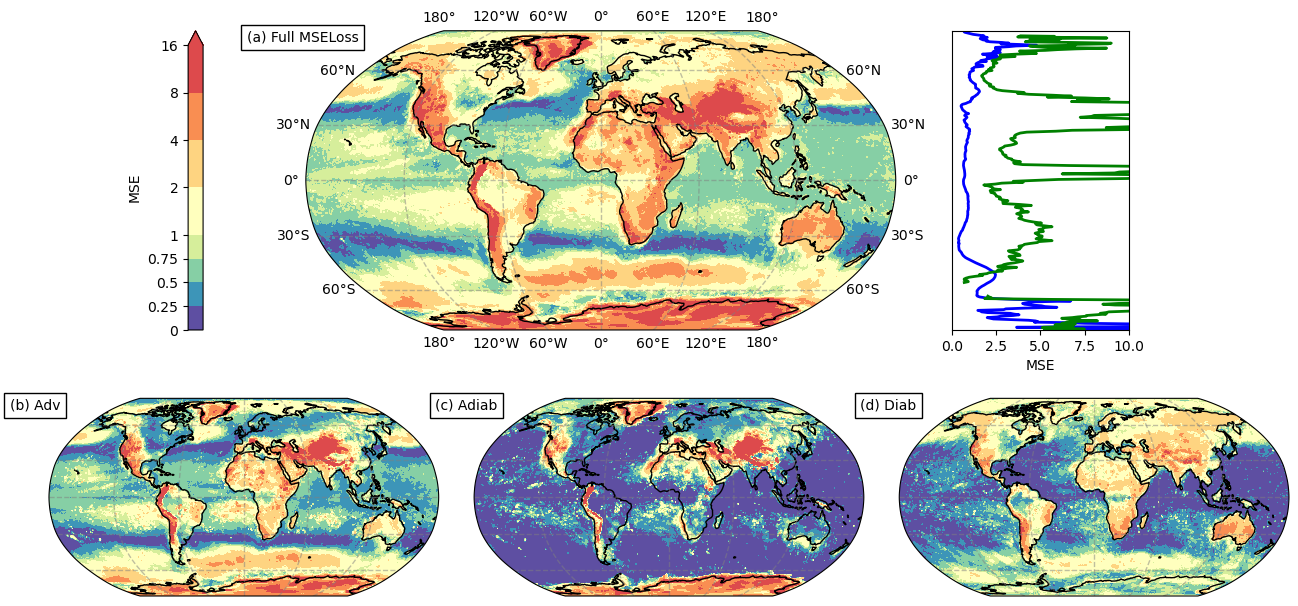 180° 120°W 60°W 0° 60°E 120°E 180°
(a) Full MSELoss
16
8
4
2
1
0.75
0.5
0.25
0
MSE
60°N 60°N
30°N 30°N
0° 0°
30°S 30°S
60°S 60°S
180° 120°W 60°W 0° 60°E 120°E 180°
0.0 2.5 5.0 7.5 10.0
MSE
(b) Adv
(c) Adiab
(d) Diab